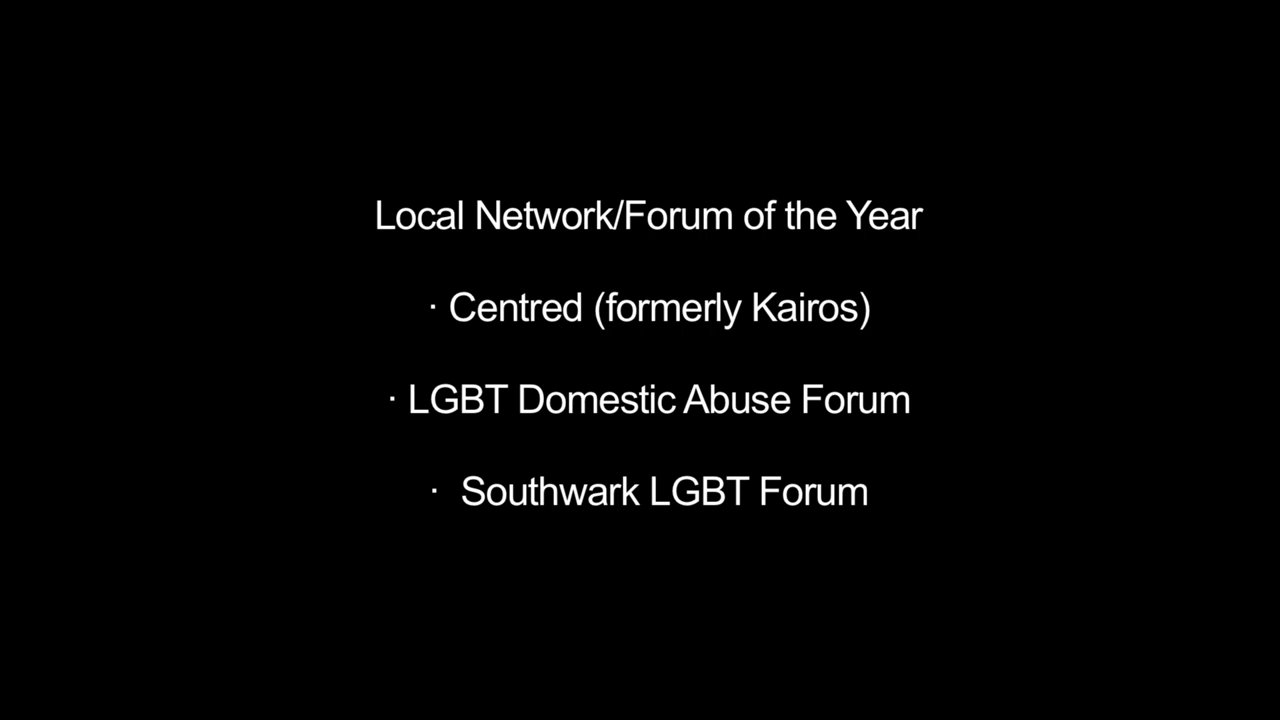 Local Network/Forum of the Year
· Centred (formerly Kairos)
· LGBT Domestic Abuse Forum
· Southwark LGBT Forum